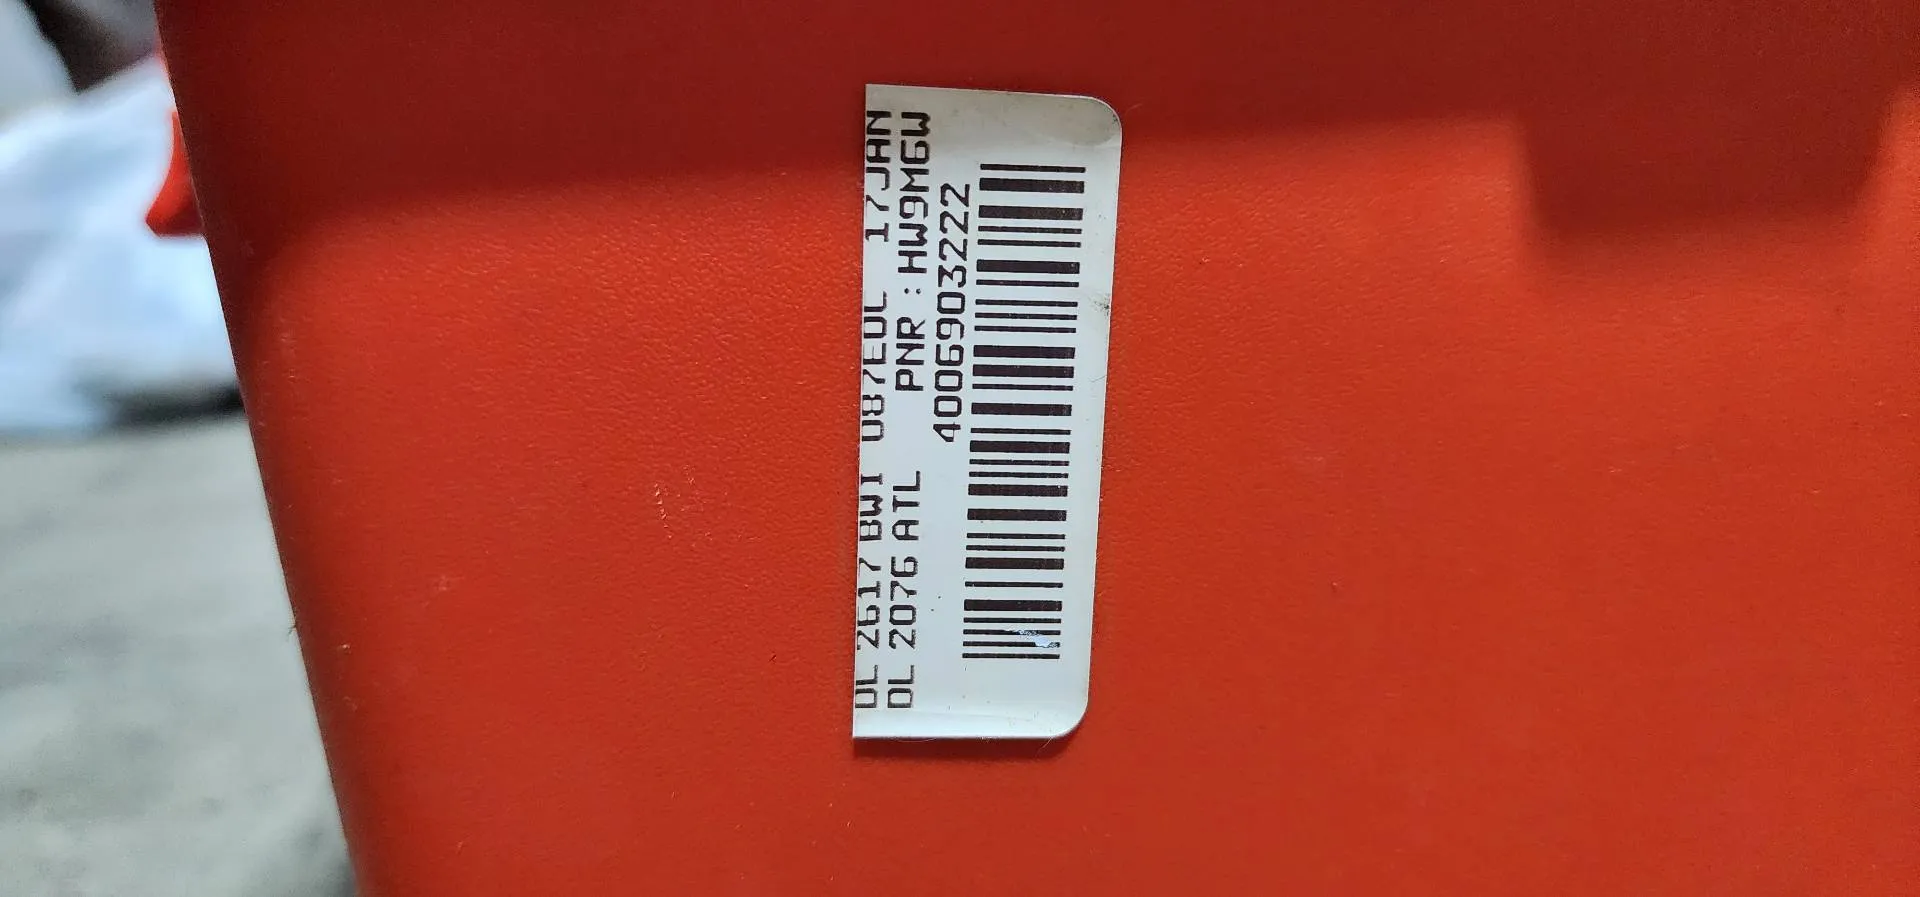 DL 2617 BWI 087EDL 17JAN
DL 2076 ATL PNR : HW9M6W
4006903222